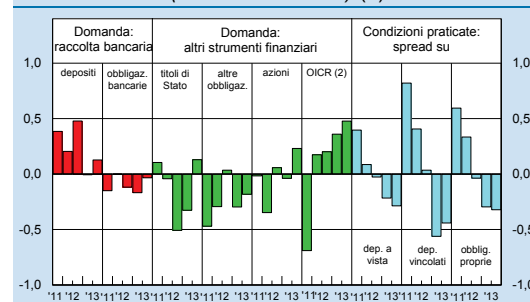 Domanda:
raccolta bancaria
Domanda:
altri strumenti finanziari
Condizioni praticate:
spread su
depositi
obbligaz.
bancarie
titoli di
Stato
altre
obbligaz.
azioni
OICR (2)
1,0
0,5
0,0
-0,5
-1,0
1,0
0,5
0,0
-0,5
-1,0
dep. a
vista
dep.
vincolati
obblig.
proprie
'11 '12 '13 '11 '12 '13 '11 '12 '13 '11 '12 '13 '11 '12 '13 '11 '12 '13 '11 '12 '13 '11 '12 '13 '11 '12 '13